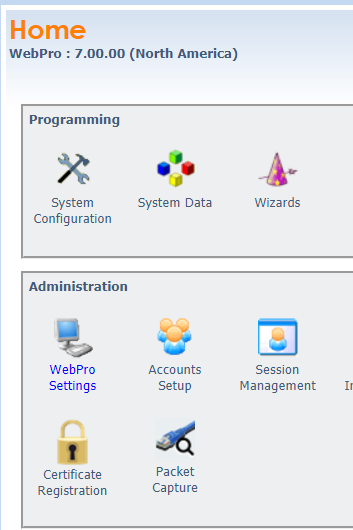 Home
WebPro : 7.00.00 (North America)
Programming
System
Configuration
System Data
Wizards
Administration
WebPro
Settings
Accounts
Setup
Session
Management
In
Certificate
Registration
Packet
Capture